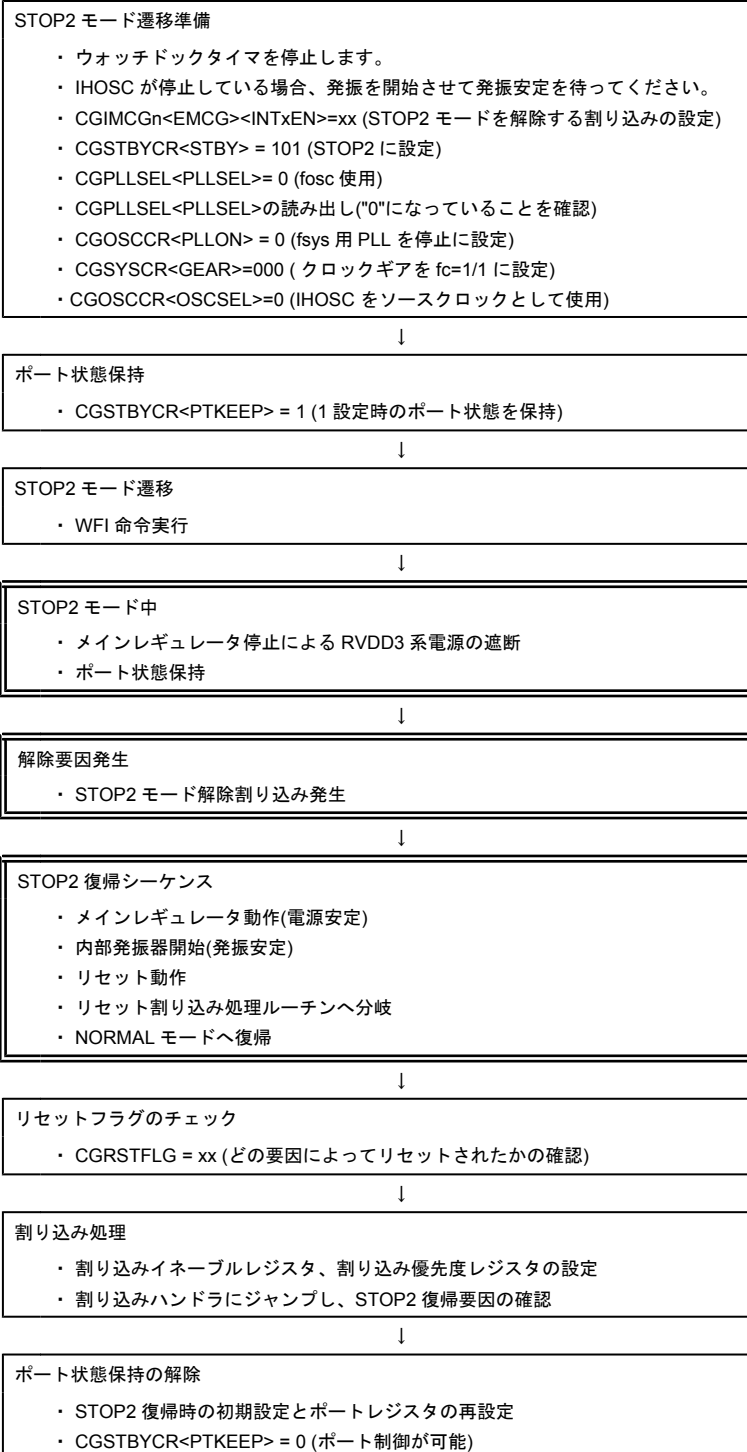 STOP2 モード遷移準備
・ ウォッチドックタイマを停止します。
・ IHOSC が停止している場合、発振を開始させて発振安定を待ってください。
・ CGIMCGn<EMCG><INTxEN>=xx (STOP2 モードを解除する割り込みの設定)
・ CGSTBYCR<STBY> = 101 (STOP2 に設定)
・ CGPLLSEL<PLLSEL>= 0 (fosc 使用)
・ CGPLLSEL<PLLSEL>の読み出し("0"になっていることを確認)
・ CGOSCCR<PLLON> = 0 (fsys 用 PLL を停止に設定)
・ CGSYSCR<GEAR>=000 ( クロックギアを fc=1/1 に設定)
・CGOSCCR<OSCSEL>=0 (IHOSC をソースクロックとして使用)
↓
ポート状態保持
・ CGSTBYCR<PTKEEP> = 1 (1 設定時のポート状態を保持)
↓
STOP2 モード遷移
・ WFI 命令実行
↓
STOP2 モード中
・ メインレギュレータ停止による RVDD3 系電源の遮断
・ ポート状態保持
↓
解除要因発生
・ STOP2 モード解除割り込み発生
↓
STOP2 復帰シーケンス
・ メインレギュレータ動作(電源安定)
・ 内部発振器開始(発振安定)
・ リセット動作
・ リセット割り込み処理ルーチンへ分岐
・ NORMAL モードへ復帰
↓
リセットフラグのチェック
・ CGRSTFLG = xx (どの要因によってリセットされたかの確認)
↓
割り込み処理
・ 割り込みイネーブルレジスタ、割り込み優先度レジスタの設定
・ 割り込みハンドラにジャンプし、STOP2 復帰要因の確認
↓
ポート状態保持の解除
・ STOP2 復帰時の初期設定とポートレジスタの再設定
・ CGSTBYCR<PTKEEP> = 0 (ポート制御が可能)